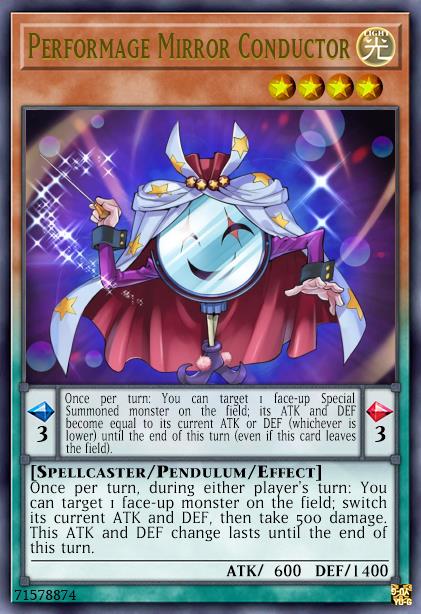 PERFORMAGE MIRROR CONDUCTOR
LIGHT
光
Once per turn: You can target 1 face-up Special
Summoned monster on the field; its ATK and DEF
become equal to its current ATK or DEF (whichever is
lower) until the end of this turn (even if this card leaves
the field).
3
3
[SPELLCASTER/PENDULUM/EFFECT]
Once per turn, during either player's turn: You
can target 1 face-up monster on the field; switch
its current ATK and DEF, then take 500 damage.
This ATK and DEF change lasts until the end of
this turn.
ATK/ 600 DEF/1400
71578874